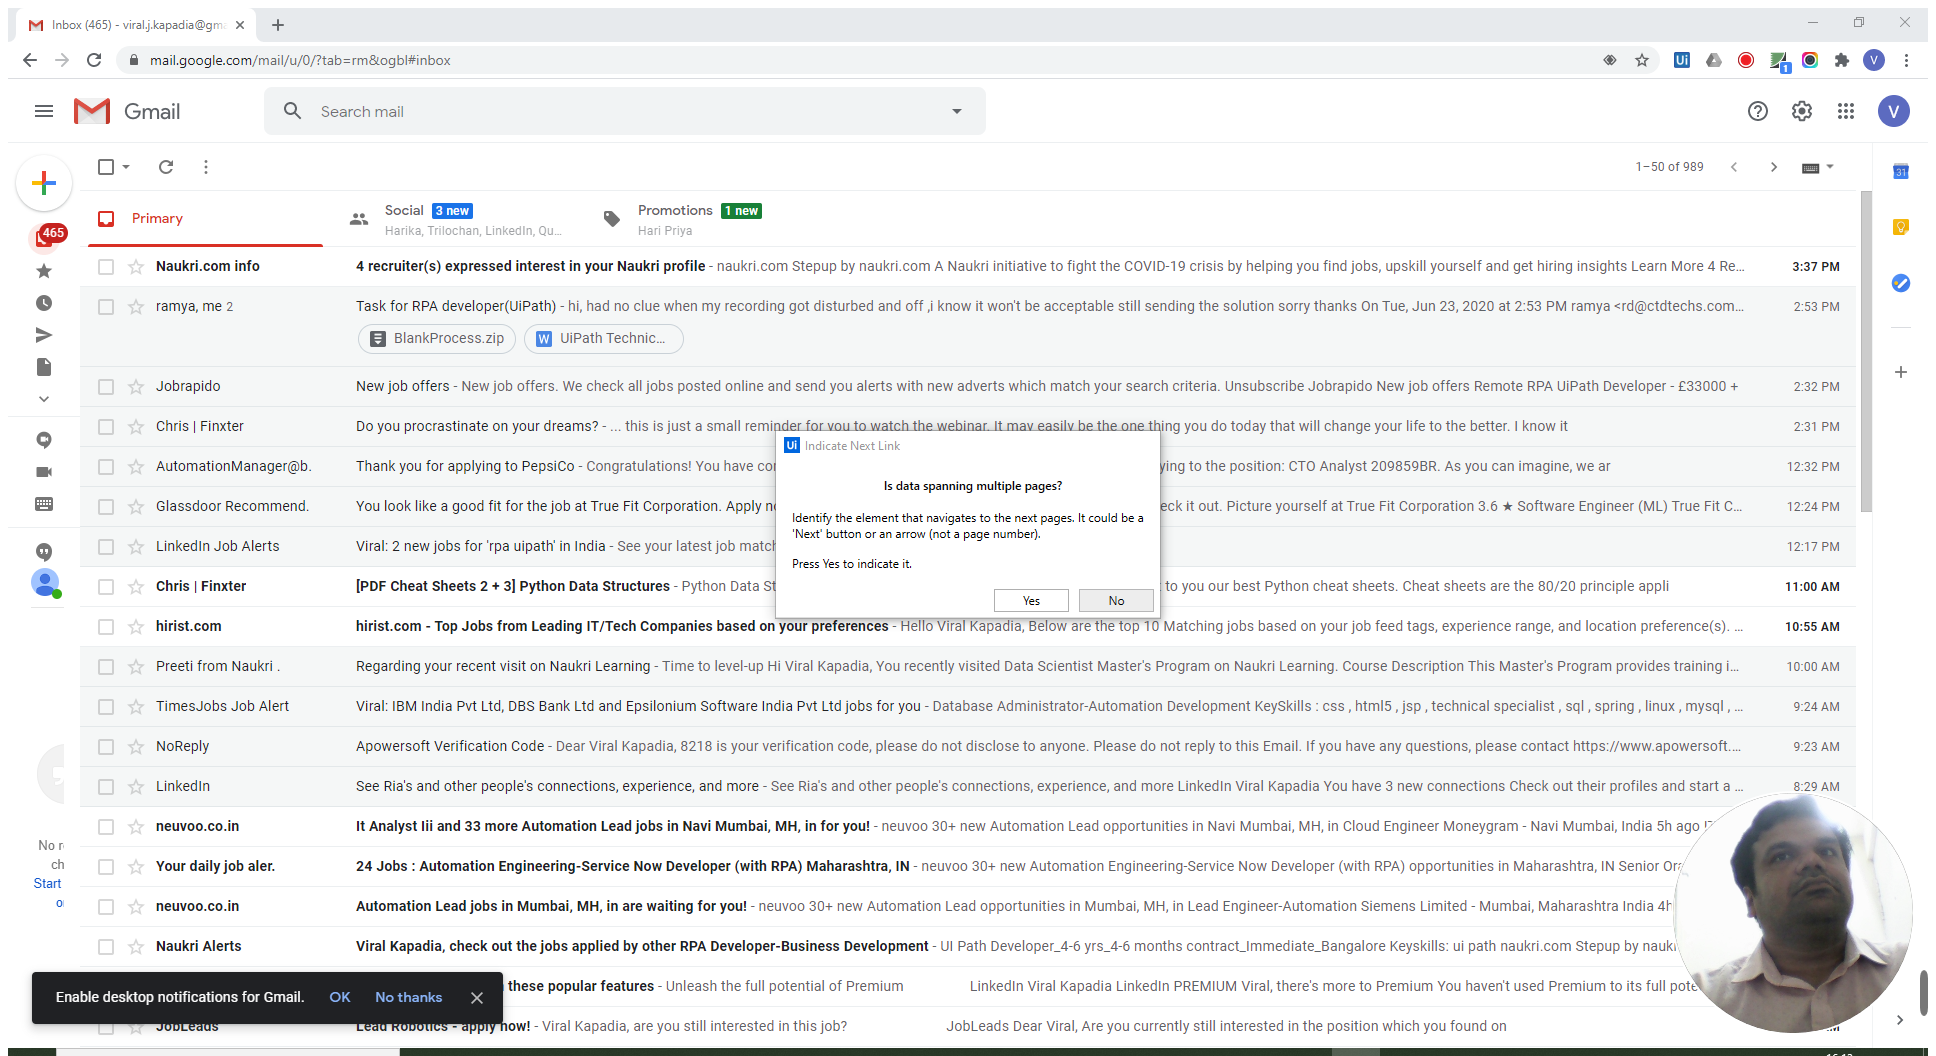 Inbox (465) - viral.j.kapadia@gm
mail.google.com/mail/u/0/?tab=rm&ogbl#inbox
Ui
1
V
Gmail
Search mail
V
1–50 of 989
31
465
Primary
Social 3 new
Harika, Trilochan, LinkedIn, Qu...
Promotions 1 new
Hari Priya
Naukri.com info 4 recruiter(s) expressed interest in your Naukri profile - naukri.com Stepup by naukri.com A Naukri initiative to fight the COVID-19 crisis by helping you find jobs, upskill yourself and get hiring insights Learn More 4 Re... 3:37 PM
ramya, me 2 Task for RPA developer(UiPath) - hi, had no clue when my recording got disturbed and off ,i know it won't be acceptable still sending the solution sorry thanks On Tue, Jun 23, 2020 at 2:53 PM ramya <rd@ctdtechs.com... 2:53 PM
BlankProcess.zip W UiPath Technic...
Jobrapido New job offers - New job offers. We check all jobs posted online and send you alerts with new adverts which match your search criteria. Unsubscribe Jobrapido New job offers Remote RPA UiPath Developer - £33000 + 2:32 PM
Chris | Finxter Do you procrastinate on your dreams? - ... this is just a small reminder for you to watch the webinar. It may easily be the one thing you do today that will change your life to the better. I know it 2:31 PM
AutomationManager@b. Thank you for applying to PepsiCo - Congratulations! You have co ying to the position: CTO Analyst 209859BR. As you can imagine, we ar 12:32 PM
Glassdoor Recommend. You look like a good fit for the job at True Fit Corporation. Apply n eck it out. Picture yourself at True Fit Corporation 3.6 ★ Software Engineer (ML) True Fit C... 12:24 PM
LinkedIn Job Alerts Viral: 2 new jobs for 'rpa uipath' in India - See your latest job matc 12:17 PM
Chris | Finxter [PDF Cheat Sheets 2 + 3] Python Data Structures - Python Data St to you our best Python cheat sheets. Cheat sheets are the 80/20 principle appli 11:00 AM
hirist.com hirist.com - Top Jobs from Leading IT/Tech Companies based on your preferences - Hello Viral Kapadia, Below are the top 10 Matching jobs based on your job feed tags, experience range, and location preference(s). ... 10:55 AM
Preeti from Naukri . Regarding your recent visit on Naukri Learning - Time to level-up Hi Viral Kapadia, You recently visited Data Scientist Master's Program on Naukri Learning. Course Description This Master's Program provides training i... 10:00 AM
TimesJobs Job Alert Viral: IBM India Pvt Ltd, DBS Bank Ltd and Epsilonium Software India Pvt Ltd jobs for you - Database Administrator-Automation Development KeySkills : css , html5 , jsp , technical specialist , sql , spring , linux , mysql , ... 9:24 AM
NoReply Apowersoft Verification Code - Dear Viral Kapadia, 8218 is your verification code, please do not disclose to anyone. Please do not reply to this Email. If you have any questions, please contact https://www.apowersoft.... 9:23 AM
LinkedIn See Ria's and other people's connections, experience, and more - See Ria's and other people's connections, experience, and more LinkedIn Viral Kapadia You have 3 new connections Check out their profiles and start a ... 8:29 AM
neuvoo.co.in It Analyst Iii and 33 more Automation Lead jobs in Navi Mumbai, MH, in for you! - neuvoo 30+ new Automation Lead opportunities in Navi Mumbai, MH, in Cloud Engineer Moneygram - Navi Mumbai, India 5h ago
Your daily job aler. 24 Jobs : Automation Engineering-Service Now Developer (with RPA) Maharashtra, IN - neuvoo 30+ new Automation Engineering-Service Now Developer (with RPA) opportunities in Maharashtra, IN Senior Ora
neuvoo.co.in Automation Lead jobs in Mumbai, MH, in are waiting for you! - neuvoo 30+ new Automation Lead opportunities in Mumbai, MH, in Lead Engineer-Automation Siemens Limited - Mumbai, Maharashtra India 4h
Naukri Alerts Viral Kapadia, check out the jobs applied by other RPA Developer-Business Development - UI Path Developer_4-6 yrs_4-6 months contract_Immediate_Bangalore Keyskills: ui path naukri.com Stepup by naukr
these popular features - Unleash the full potential of Premium LinkedIn Viral Kapadia LinkedIn PREMIUM Viral, there's more to Premium You haven't used Premium to its full pote
JobLeads Lead Robotics - apply now! - Viral Kapadia, are you still interested in this job? JobLeads Dear Viral, Are you currently still interested in the position which you found on
Ui Indicate Next Link
Is data spanning multiple pages?
Identify the element that navigates to the next pages. It could be a
'Next' button or an arrow (not a page number).
Press Yes to indicate it.
Yes No
No r
ch
Start
o
Enable desktop notifications for Gmail. OK No thanks